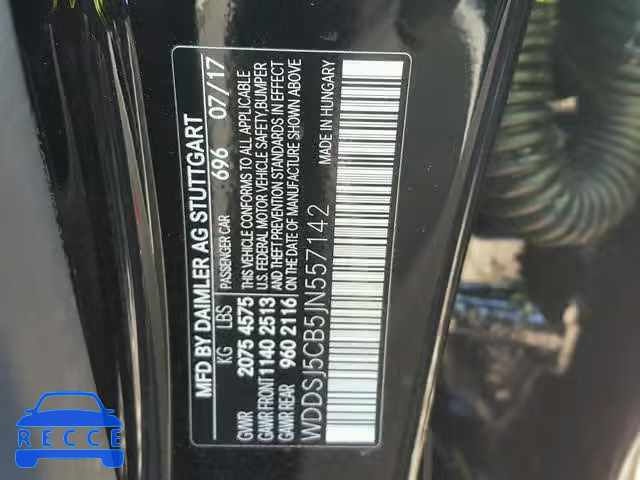 MFD BY DAIMLER AG STUTTGART
PASSENGER CAR 696 07/17
KG LBS
GVWR 2075 4575
GAWR FRONT 1140 2513
GAWR REAR 960 2116
THIS VEHICLE CONFORMS TO ALL APPLICABLE
U.S. FEDERAL MOTOR VEHICLE SAFETY, BUMPER
AND THEFT PREVENTION STANDARDS IN EFFECT
ON THE DATE OF MANUFACTURE SHOWN ABOVE
WDDSJ5CB5JN557142
MADE IN HUNGARY
RECCE